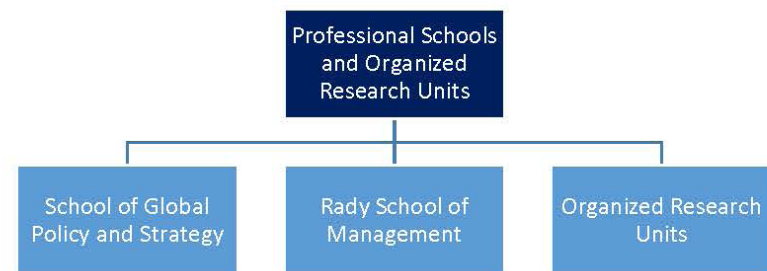 Professional Schools
and Organized
Research Units
School of Global
Policy and Strategy
Rady School of
Management
Organized Research
Units